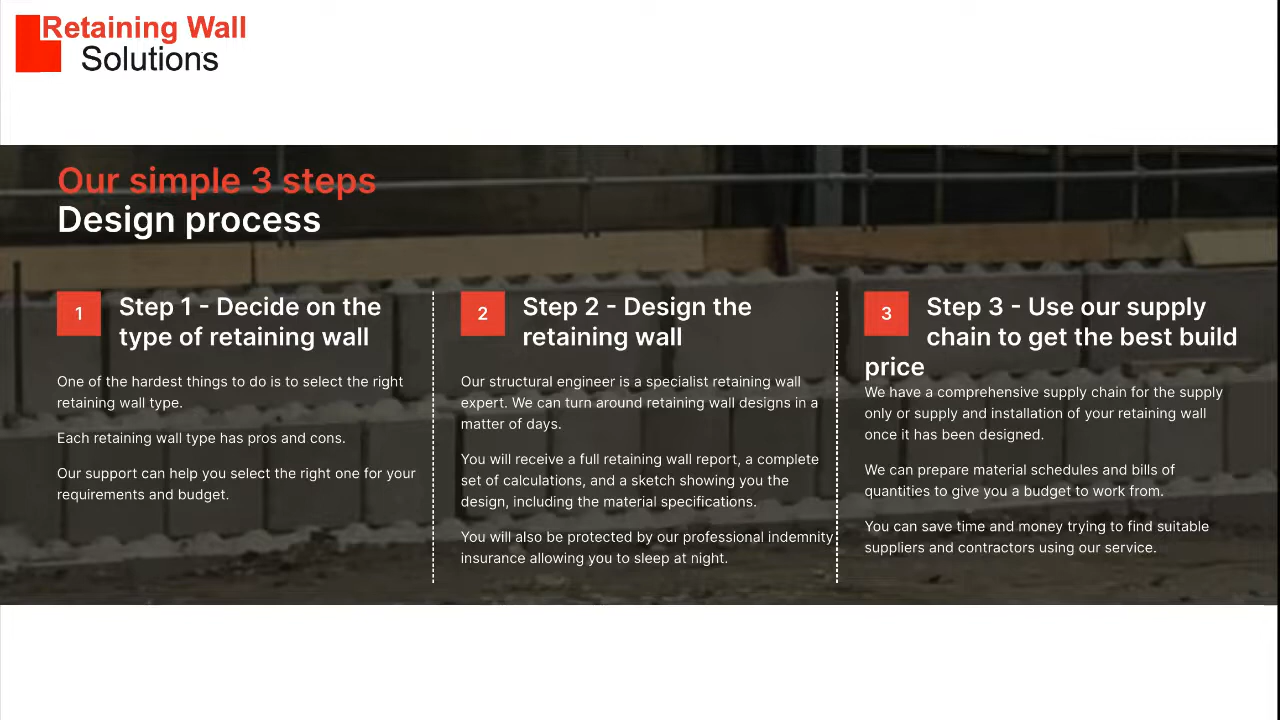 Retaining Wall
Solutions
Our simple 3 steps
Design process
1
Step 1 - Decide on the
type of retaining wall
One of the hardest things to do is to select the right
retaining wall type.
Each retaining wall type has pros and cons.
Our support can help you select the right one for your
requirements and budget.
2
Step 2 - Design the
retaining wall
Our structural engineer is a specialist retaining wall
expert. We can turn around retaining wall designs in a
matter of days.
You will receive a full retaining wall report, a complete
set of calculations, and a sketch showing you the
design, including the material specifications.
You will also be protected by our professional indemnity
insurance allowing you to sleep at night.
3
Step 3 - Use our supply
chain to get the best build
price
We have a comprehensive supply chain for the supply
only or supply and installation of your retaining wall
once it has been designed.
We can prepare material schedules and bills of
quantities to give you a budget to work from.
You can save time and money trying to find suitable
suppliers and contractors using our service.